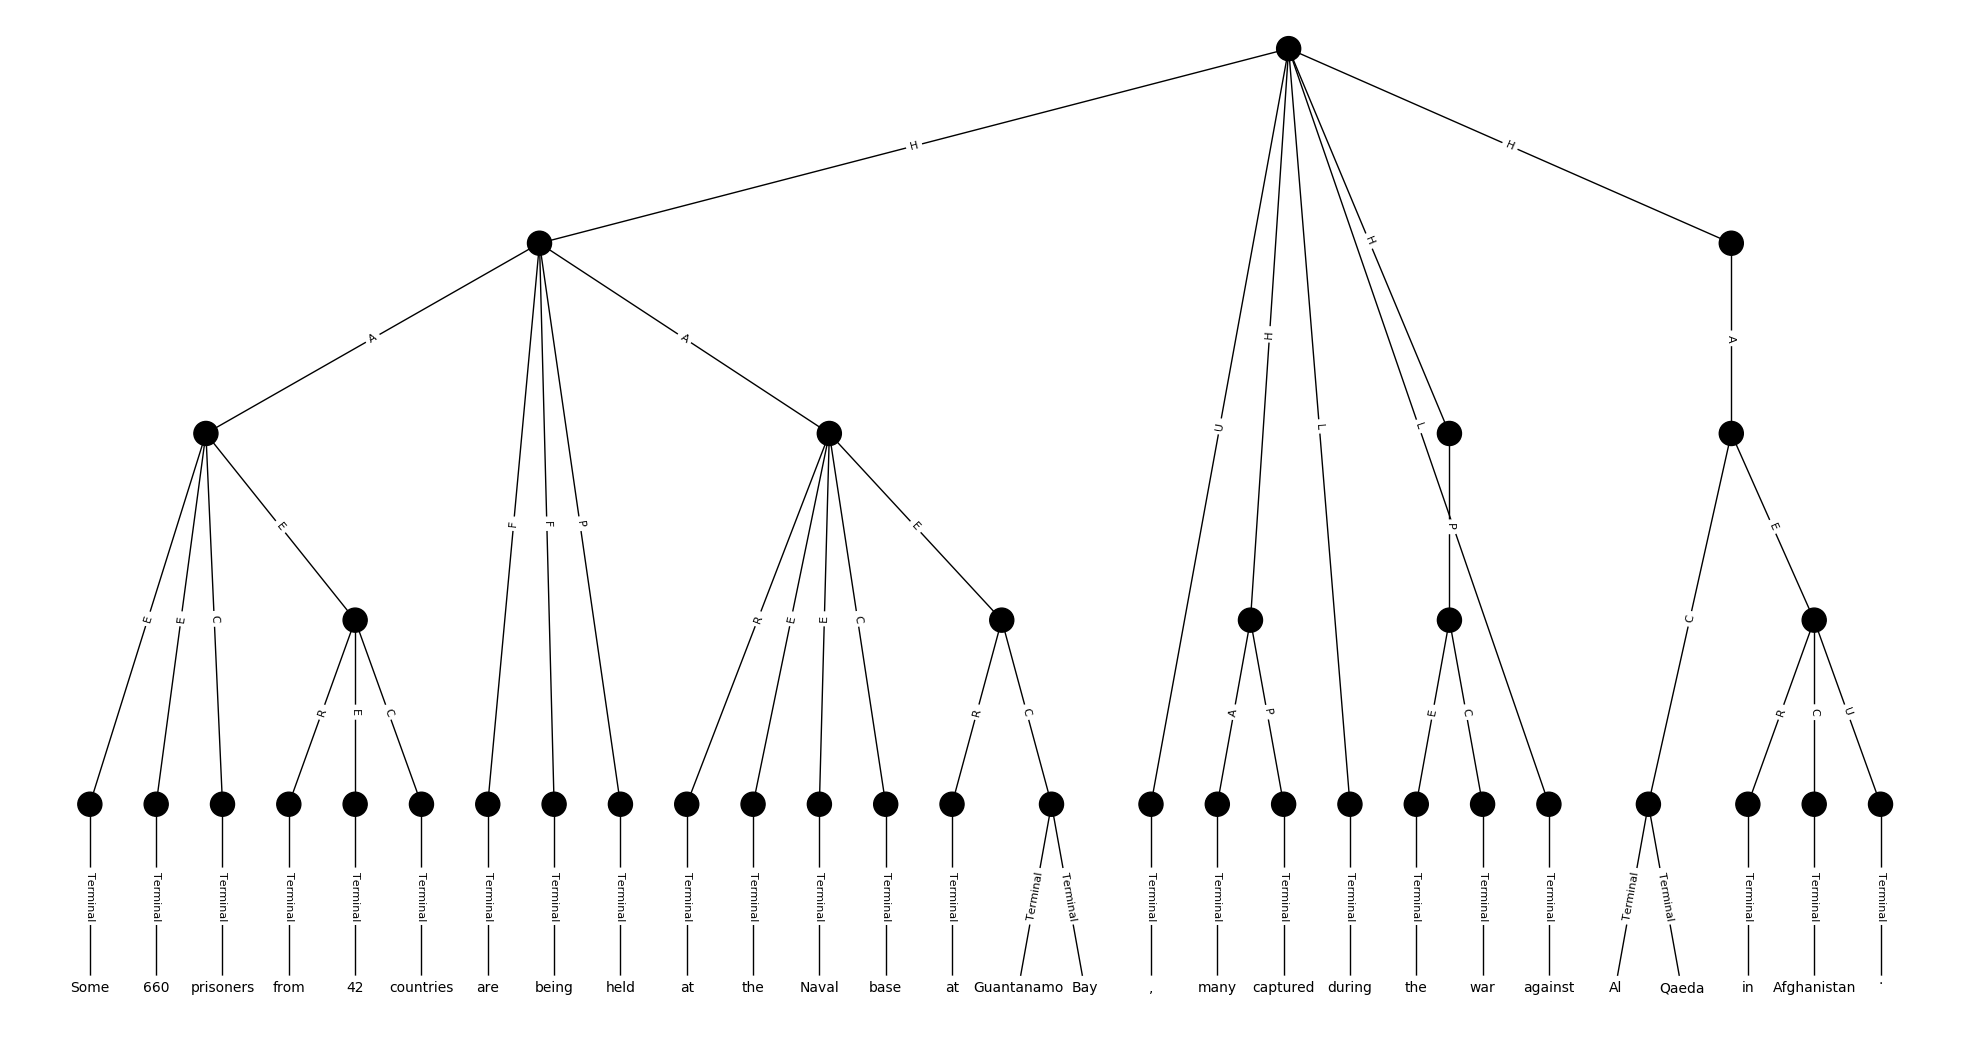 H H
H
A A H A
U L L
F F P P
E E
E
E E C R E E C C
R E C R C A P E C R C U
Terminal Terminal Terminal Terminal Terminal Terminal Terminal Terminal Terminal Terminal Terminal Terminal Terminal Terminal Terminal Terminal Terminal Terminal Terminal Terminal Terminal Terminal Terminal Terminal Terminal Terminal Terminal Terminal
Some 660 prisoners from 42 countries are being held at the Naval base at Guantanamo Bay , many captured during the war against Al Qaeda in Afghanistan .